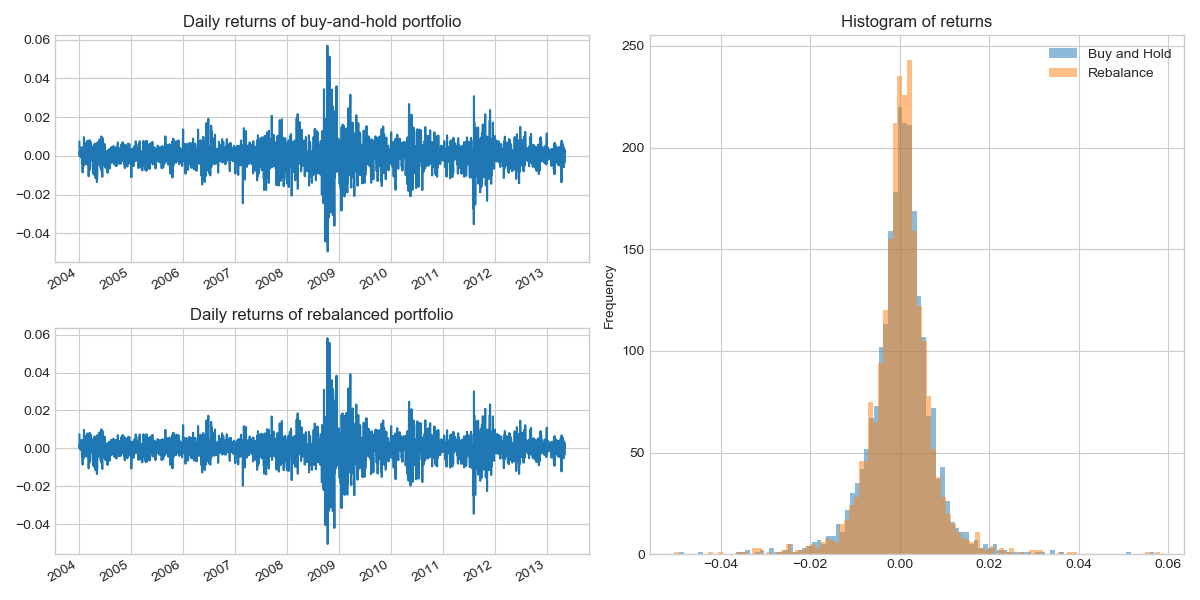 Daily returns of buy-and-hold portfolio
0.06
0.04
0.02
0.00
−0.02
−0.04
2004 2005 2006 2007 2008 2009 2010 2011 2012 2013
Daily returns of rebalanced portfolio
0.06
0.04
0.02
0.00
−0.02
−0.04
2004 2005 2006 2007 2008 2009 2010 2011 2012 2013
Histogram of returns
Buy and Hold
Rebalance
Frequency
250
200
150
100
50
0
−0.04 −0.02 0.00 0.02 0.04 0.06